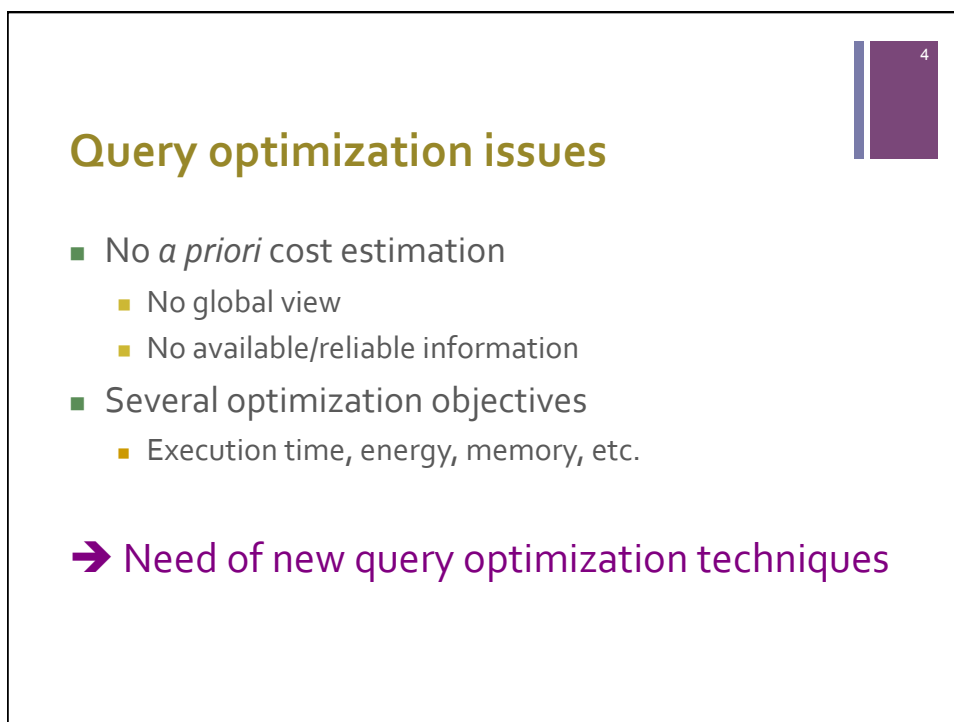 4
Query optimization issues
No a priori cost estimation
No global view
No available/reliable information
Several optimization objectives
Execution time, energy, memory, etc.
➔ Need of new query optimization techniques